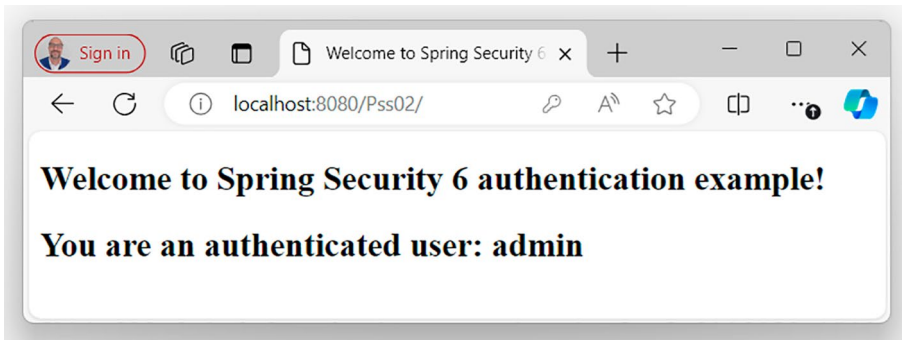 Sign in
Welcome to Spring Security 6
localhost:8080/Pss02/
Welcome to Spring Security 6 authentication example!
You are an authenticated user: admin